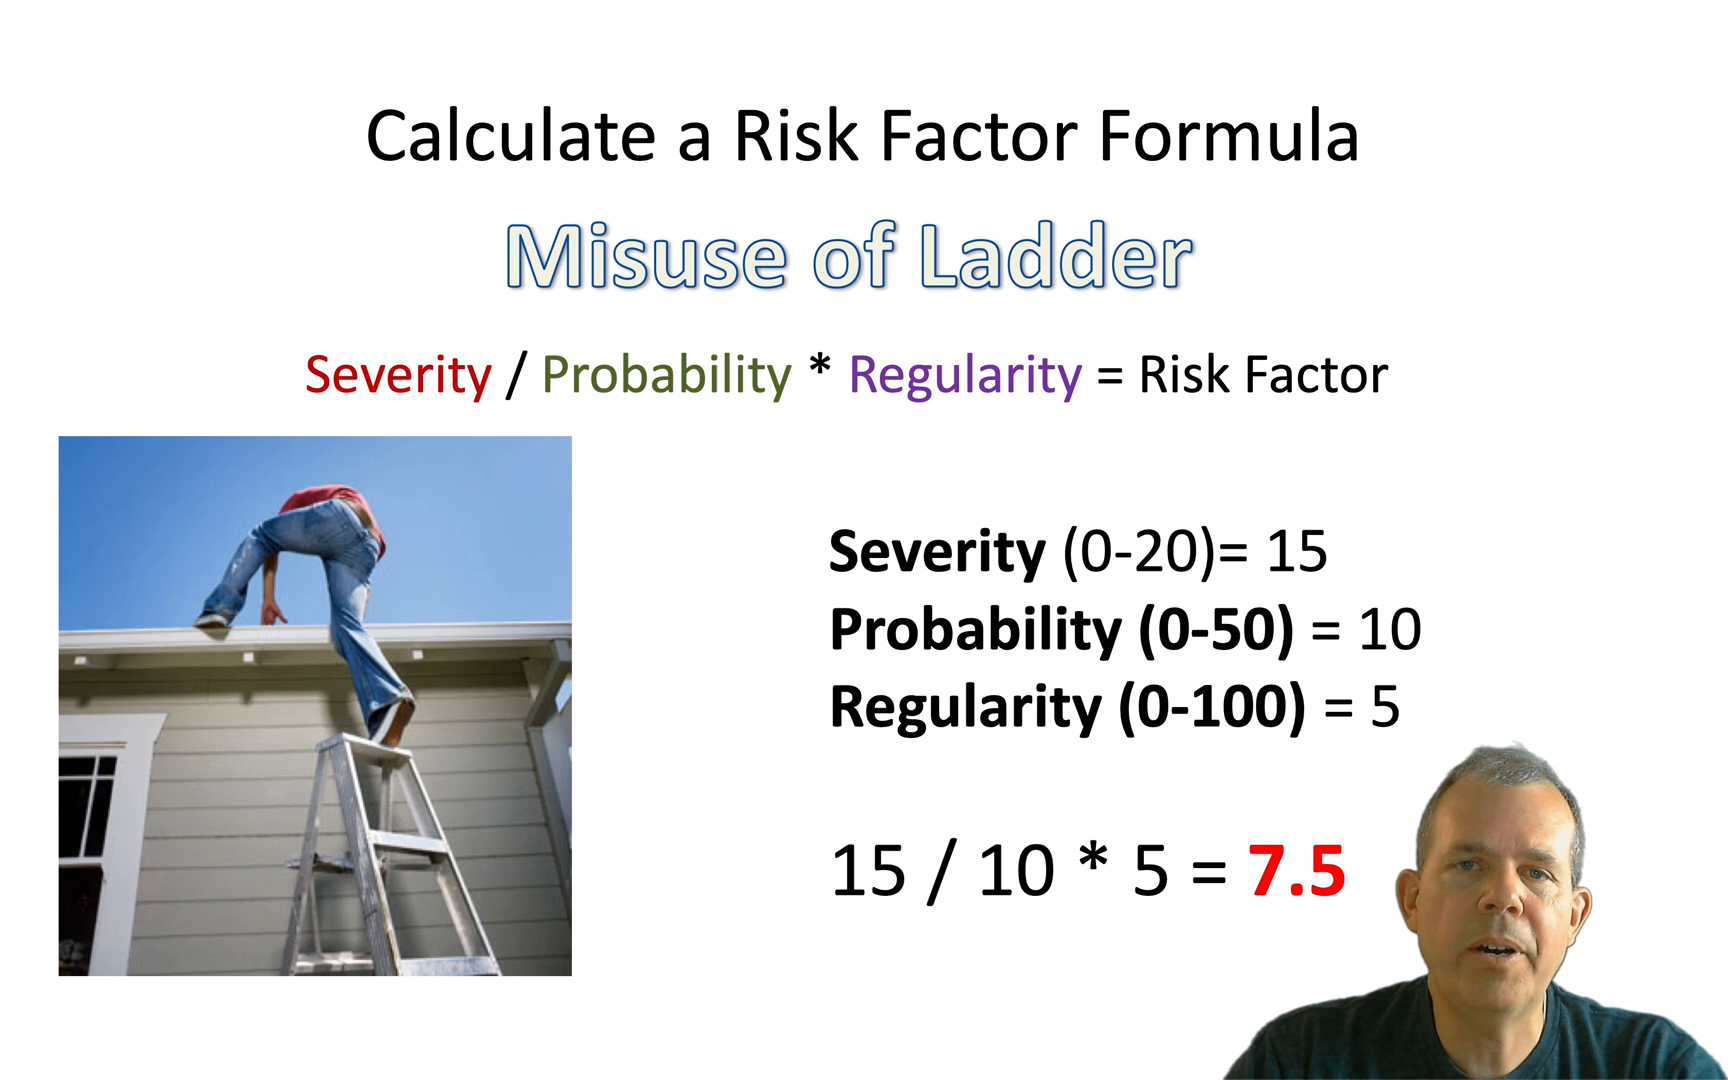 Calculate a Risk Factor Formula
Misuse of Ladder
Severity / Probability * Regularity = Risk Factor
Severity (0-20)= 15
Probability (0-50) = 10
Regularity (0-100) = 5
15 / 10 * 5 = 7.5